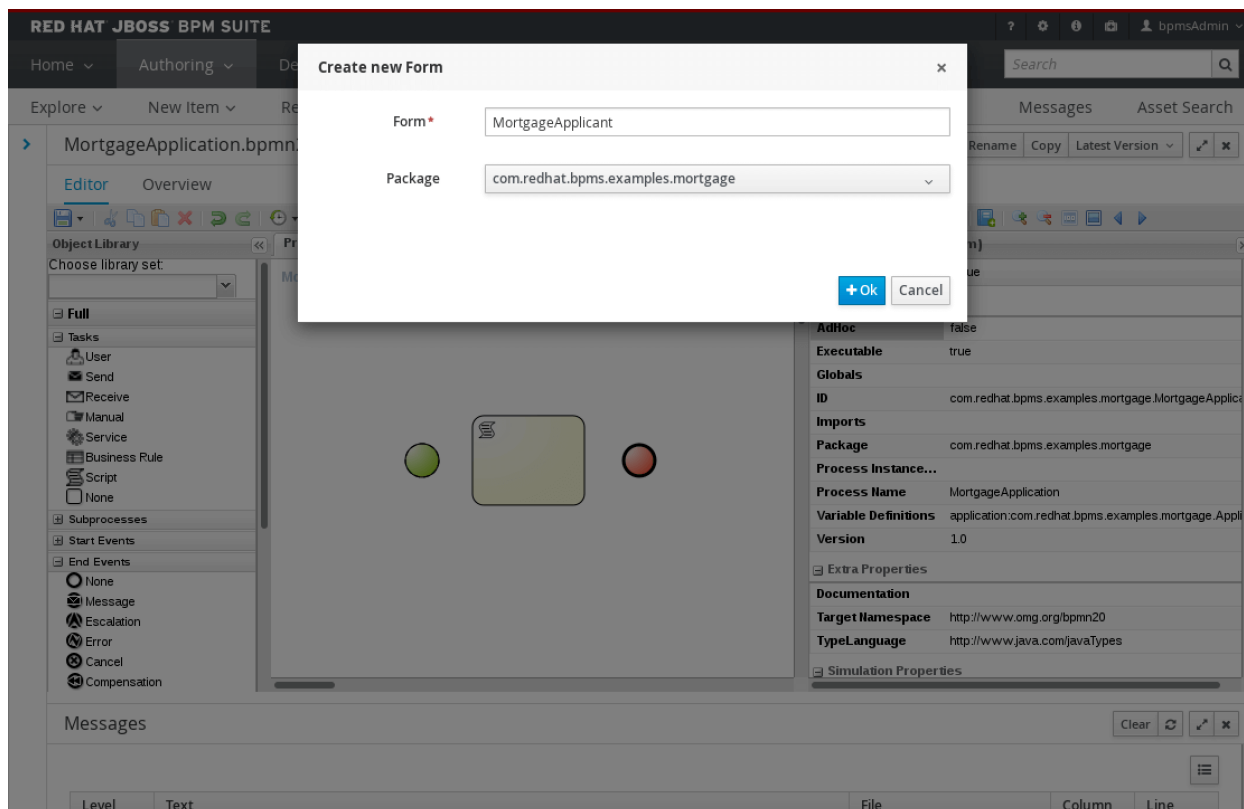 RED HAT JBOSS BPM SUITE
? bpmsAdmin
Home Authoring De Search
Explore New Item Re Messages Asset Search
Create new Form ×
Form* MortgageApplicant
Package com.redhat.bpms.examples.mortgage
+ Ok Cancel
MortgageApplication.bpmn Rename Copy Latest Version
Editor Overview
Object Library Pr m)
Choose library set: Mo ue
Full
Tasks
User
Send
Receive
Manual
Service
Business Rule
Script
None
Subprocesses
Start Events
End Events
None
Message
Escalation
Error
Cancel
Compensation
AdHoc false
Executable true
Globals
ID com.redhat.bpms.examples.mortgage.MortgageApplica
Imports
Package com.redhat.bpms.examples.mortgage
Process Instance...
Process Name MortgageApplication
Variable Definitions application:com.redhat.bpms.examples.mortgage.Appli
Version 1.0
Extra Properties
Documentation
Target Namespace http://www.omg.org/bpmn20
TypeLanguage http://www.java.com/javaTypes
Simulation Properties
Messages Clear
Level Text File Column Line